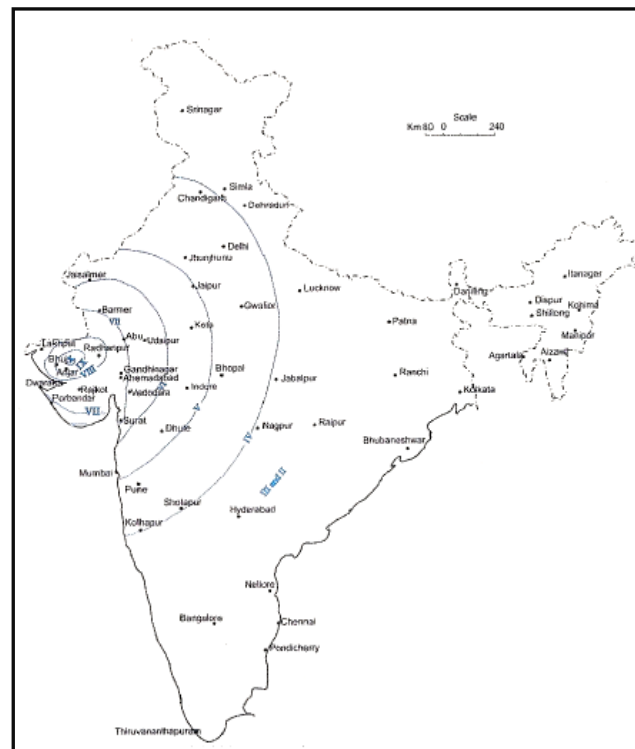 Srinagar
Scale
Km 80 0 240
Simla
Chandigarh
Dehradun
Delhi
Jhunjhunu
Jaisalmer
Jaipur
Lucknow
Itanagar
Gwalior
Dispur
Barmer
Kohima
Shillong
VII
Kota
Patna
Abu
Udaipur
Manipur
Radhanpur
Agartala
Bhuj
IX
VIII
Gandhinagar
Bhopal
Ranchi
Ahemadabad
Jabalpur
Dwaraka
Rajkot
Vadodara
Indore
Kolkata
Porbandar
V
VII
Surat
Dhule
Nagpur
Raipur
IV
Bhubaneshwar
Mumbai
Pune
III and II
Sholapur
Hyderabad
Kolhapur
Nellore
Bangalore
Chennai
Pondicherry
Thiruvananthapuram